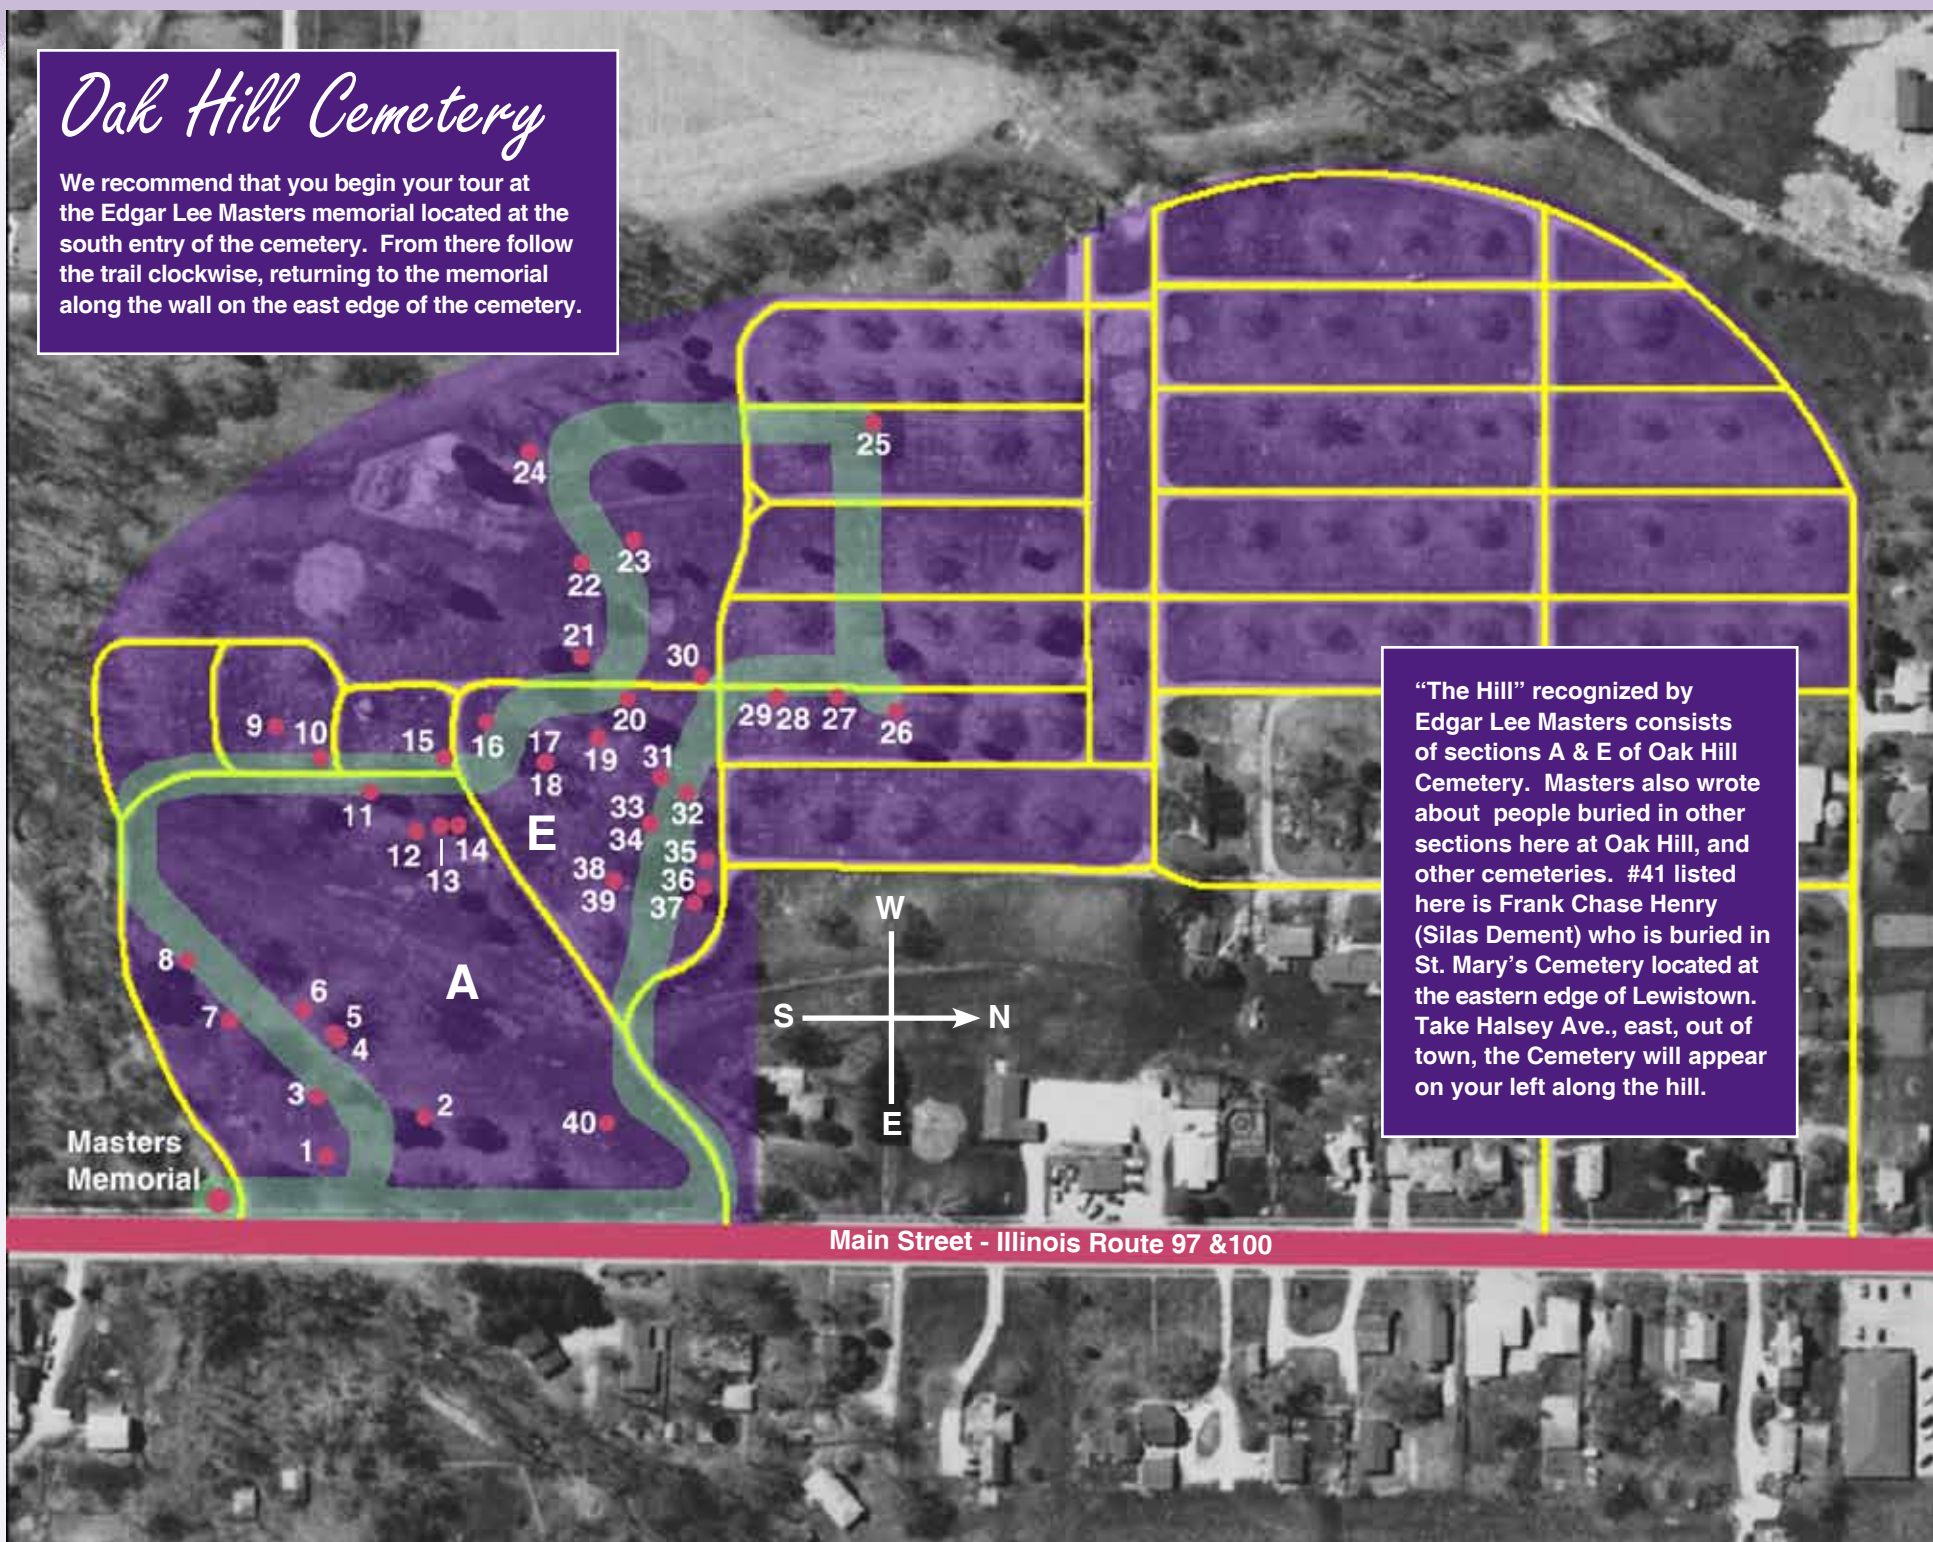 Oak Hill Cemetery
We recommend that you begin your tour at
the Edgar Lee Masters memorial located at the
south entry of the cemetery.  From there follow
the trail clockwise, returning to the memorial
along the wall on the east edge of the cemetery.
25
24
23
22
21
30
9
10
15
16
17
18
19
20
29
28
27
26
31
11
33
34
32
E
12
13
14
35
38
39
36
37
8
A
6
7
5
4
3
2
1
40
Masters
Memorial
W
S
N
E
“The Hill” recognized by
Edgar Lee Masters consists
of sections A & E of Oak Hill
Cemetery.  Masters also wrote
about  people buried in other
sections here at Oak Hill, and
other cemeteries.  #41 listed
here is Frank Chase Henry
(Silas Dement) who is buried in
St. Mary’s Cemetery located at
the eastern edge of Lewistown.
Take Halsey Ave., east, out of
town, the Cemetery will appear
on your left along the hill.
Main Street - Illinois Route 97 &100